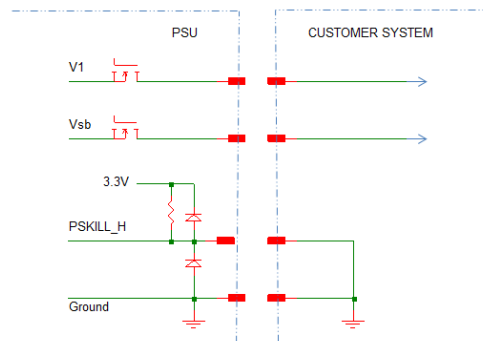 PSU
CUSTOMER SYSTEM
V1
Vsb
3.3V
PSKILL_H
Ground